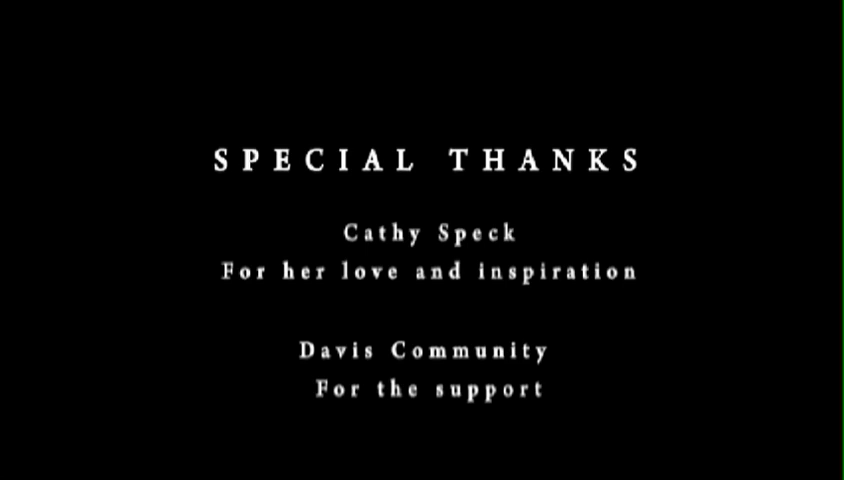 SPECIAL THANKS
Cathy Speck
For her love and inspiration
Davis Community
For the support